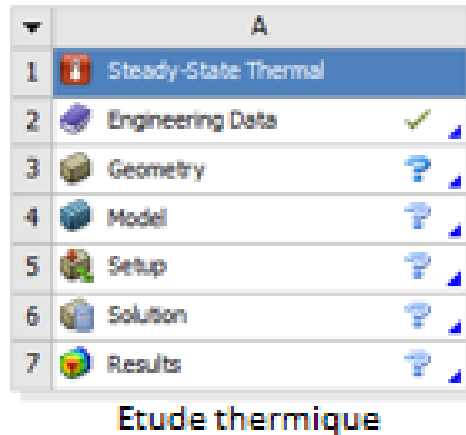 A
1 Steady-State Thermal
2 Engineering Data
3 Geometry
4 Model
5 Setup
6 Solution
7 Results
Etude thermique